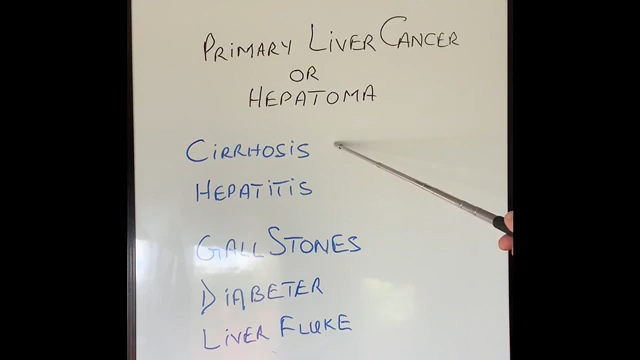 Primary Liver Cancer
or
Hepatoma
Cirrhosis
Hepatitis
Gall Stones
Diabeter
Liver Fluke